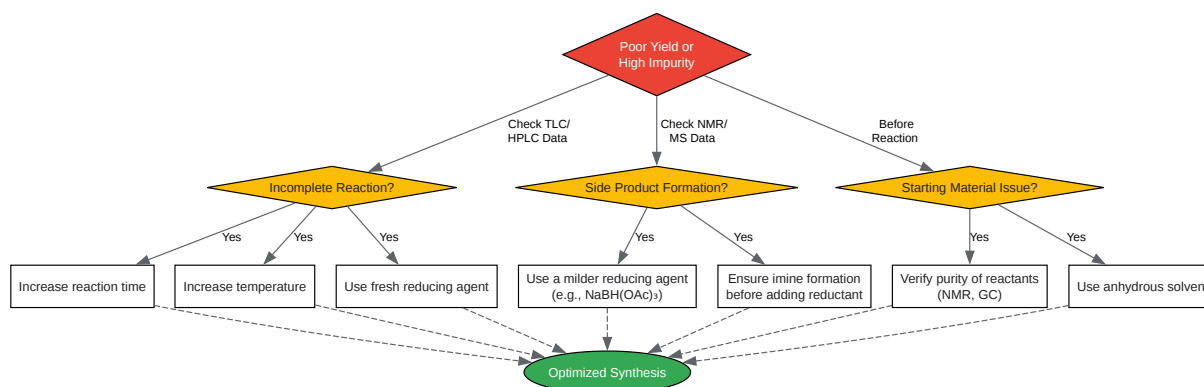 Poor Yield or
High Impurity
Check TLC/
HPLC Data
Check NMR/
MS Data
Before
Reaction
Incomplete Reaction?
Side Product Formation?
Starting Material Issue?
Yes
Yes
Yes
Yes
Yes
Yes
Yes
Increase reaction time
Increase temperature
Use fresh reducing agent
Use a milder reducing agent
(e.g., NaBH(OAc)₃)
Ensure imine formation
before adding reductant
Verify purity of reactants
(NMR, GC)
Use anhydrous solven
Optimized Synthesis